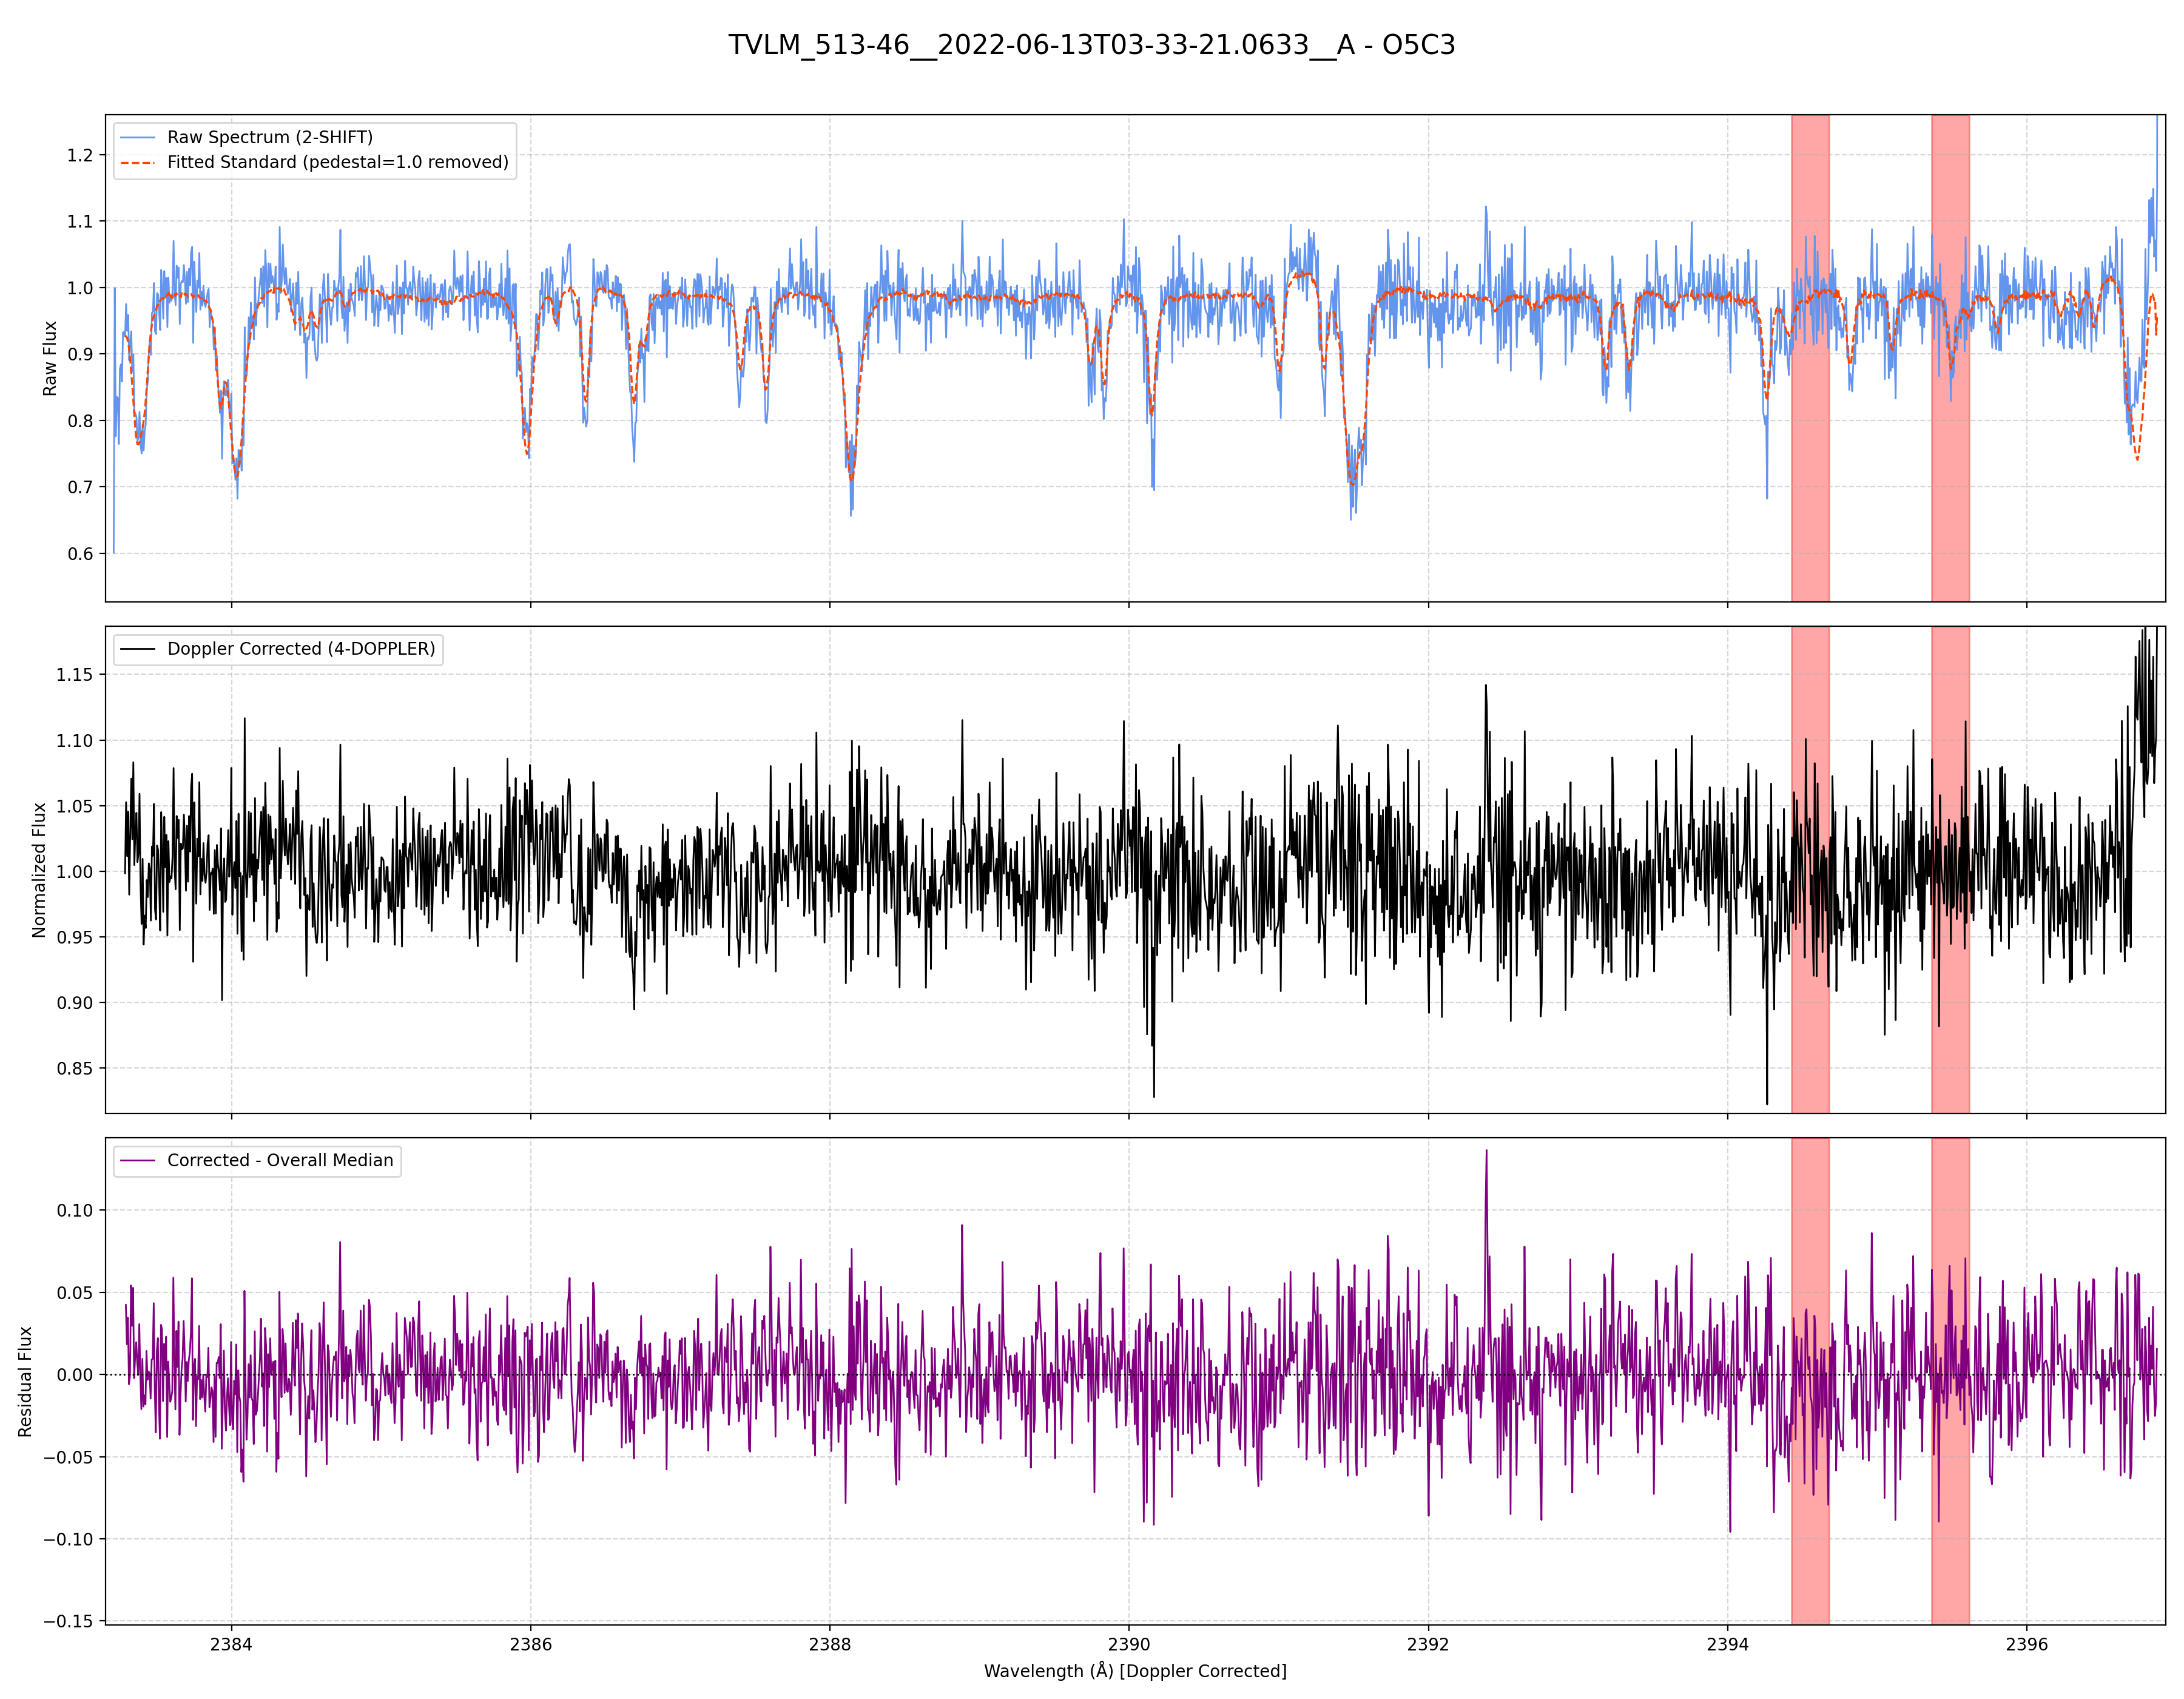 TVLM_513-46__2022-06-13T03-33-21.0633__A - O5C3
Raw Spectrum (2-SHIFT)
Fitted Standard (pedestal=1.0 removed)
Raw Flux
1.2
1.1
1.0
0.9
0.8
0.7
0.6
Doppler Corrected (4-DOPPLER)
Normalized Flux
1.15
1.10
1.05
1.00
0.95
0.90
0.85
Corrected - Overall Median
Residual Flux
0.10
0.05
0.00
−0.05
−0.10
−0.15
2384 2386 2388 2390 2392 2394 2396
Wavelength (Å) [Doppler Corrected]